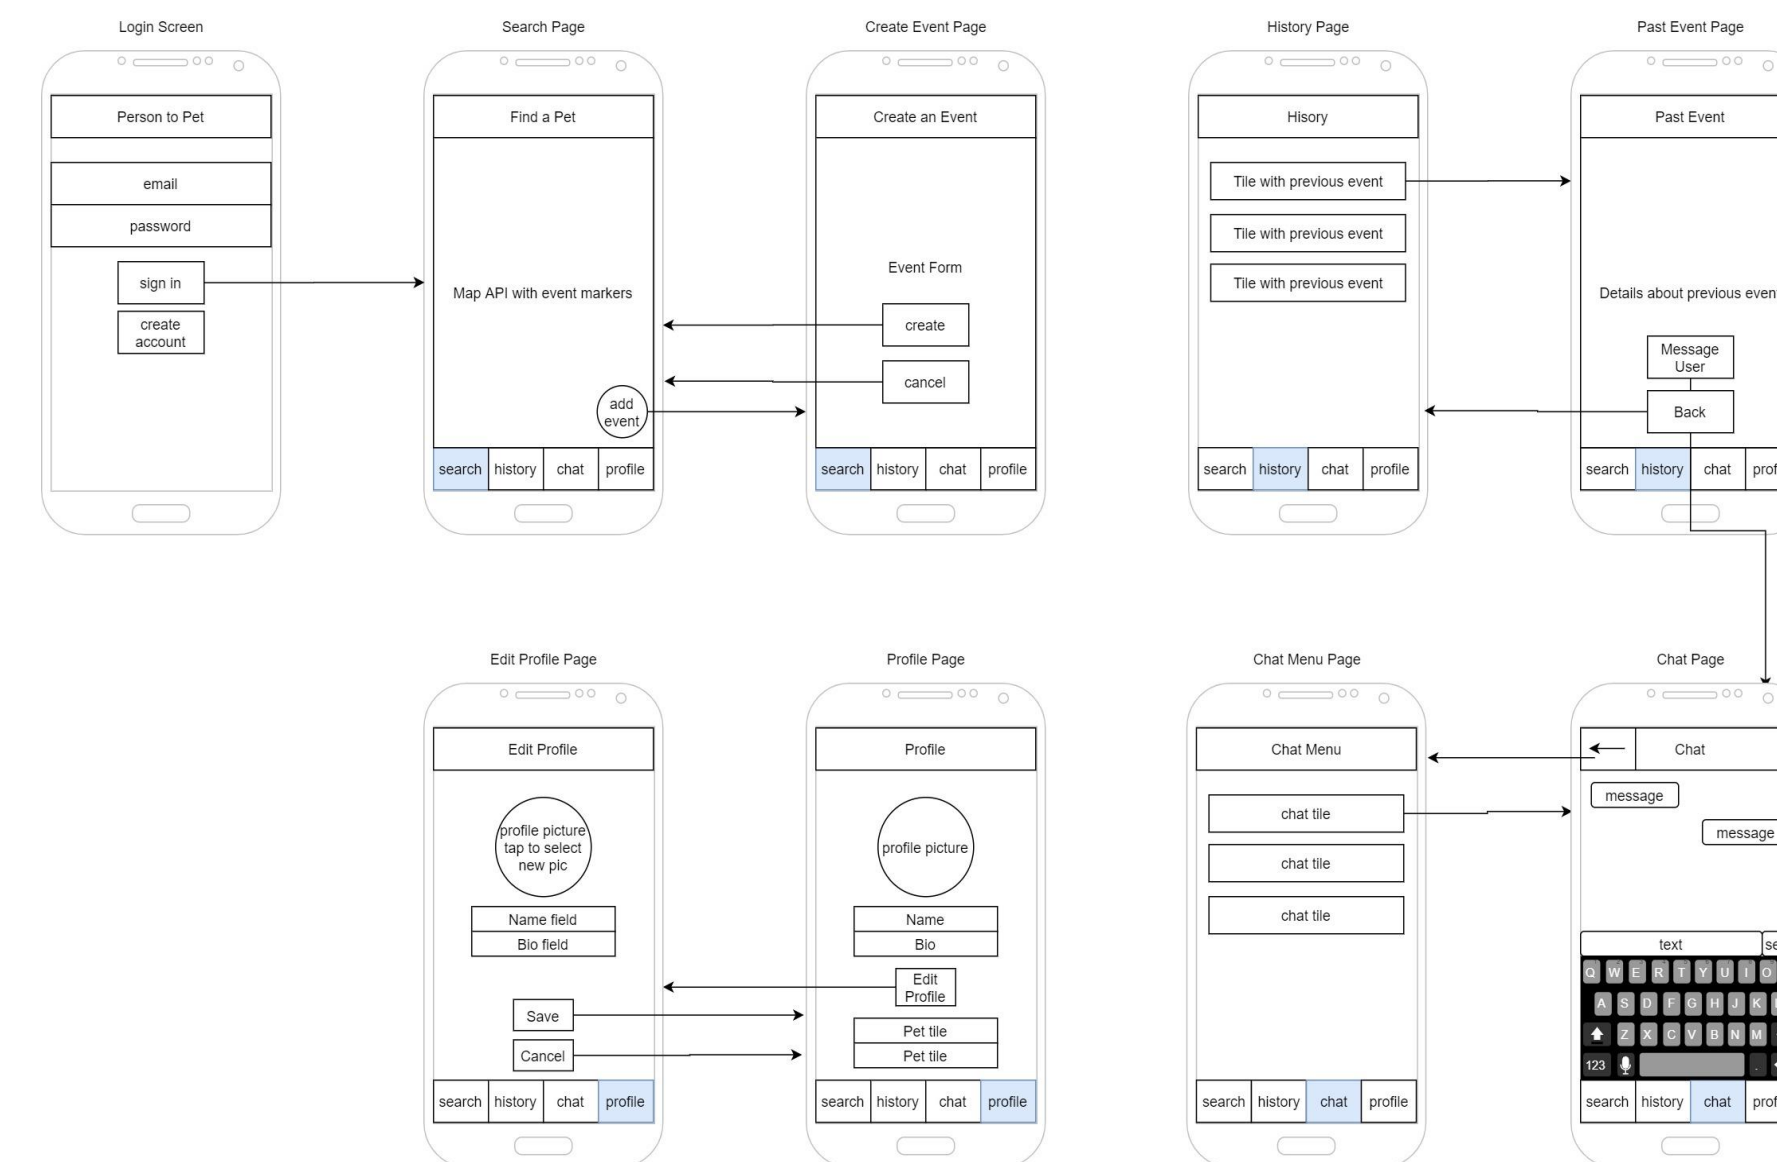 Login Screen
Person to Pet
email
password
sign in
create
account
Search Page
Find a Pet
Map API with event markers
add
event
search history chat profile
Create Event Page
Create an Event
Event Form
create
cancel
search history chat profile
History Page
Hisory
Tile with previous event
Tile with previous event
Tile with previous event
search history chat profile
Past Event Page
Past Event
Details about previous even
Message
User
Back
search history chat prof
Edit Profile Page
Edit Profile
profile picture
tap to select
new pic
Name field
Bio field
Save
Cancel
search history chat profile
Profile Page
Profile
profile picture
Name
Bio
Edit
Profile
Pet tile
Pet tile
search history chat profile
Chat Menu Page
Chat Menu
chat tile
chat tile
chat tile
search history chat profile
Chat Page
Chat
message
message
text se
Q W E R T Y U I O
A S D F G H J K
Z X C V B N M
123 .
search history chat prof